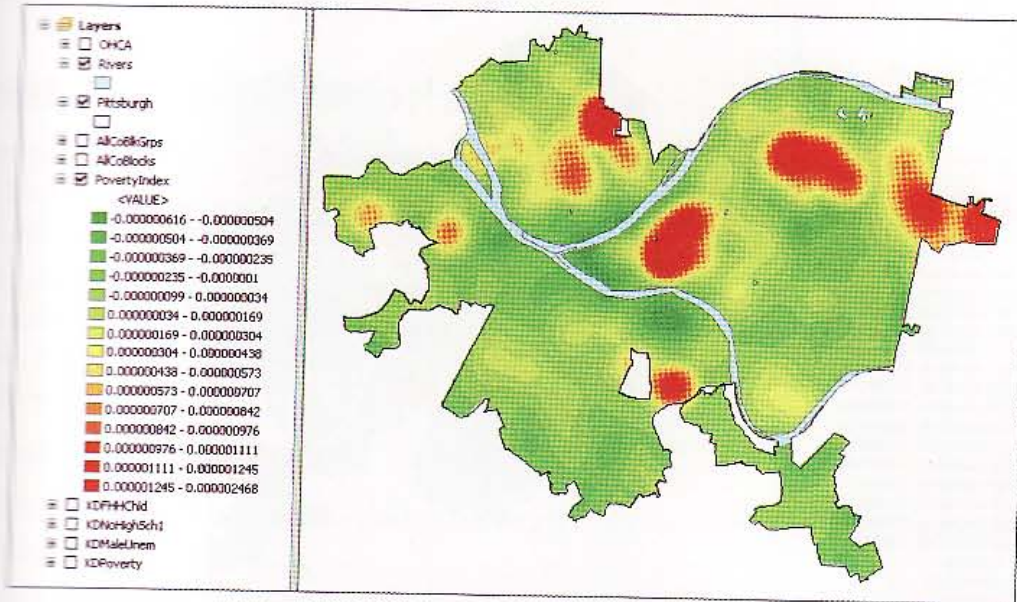 Layers
OHCA
Rivers
Pittsburgh
AllCoBlkGrps
AllCoBlocks
PovertyIndex
<VALUE>
-0.000000616 - -0.000000504
-0.000000504 - -0.000000369
-0.000000369 - -0.000000235
-0.000000235 - -0.0000001
-0.000000099 - 0.000000034
0.000000034 - 0.000000169
0.000000169 - 0.000000304
0.000000304 - 0.000000438
0.000000438 - 0.000000573
0.000000573 - 0.000000707
0.000000707 - 0.000000842
0.000000842 - 0.000000976
0.000000976 - 0.000001111
0.000001111 - 0.000001245
0.000001245 - 0.000002468
KDFHHChld
KDNoHighSch1
KDMaleUnem
KDPoverty